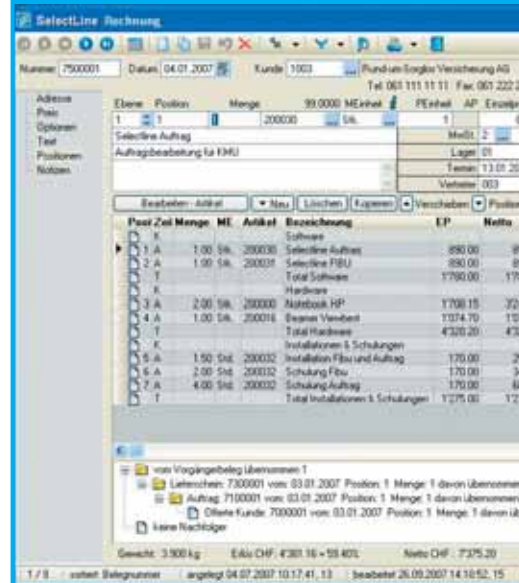 SelectLine Rechnung
Nummer 7500001 Datum 04.01.2007 Kunde 1003 Rund um Sorglos Versicherung AG
Tel: 061 111 11 11 Fax: 061 222 2
Adresse
Preis
Optionen
Text
Positionen
Notizen
Ebene Position Menge 99.0000 MEinheit PEinheit AP Einzelpr
1 1 200030 Stk. 1
Selectline Auftrag MwSt. 2
Auftragsbearbeitung für KMU Lager 01
Termin 13.01.20
Vertreter 003
Bearbeiten - Artikel Neu Löschen Kopieren Verschieben Position
Posi Zeil Menge ME Artikel Bezeichnung EP Netto
K Software
1 A 1.00 Stk. 200030 Selectline Auftrag 890.00
2 A 1.00 Stk. 200031 Selectline FIBU 890.00
T Total Software 1'780.00
K Hardware
3 A 2.00 Stk. 200000 Notebook HP 1'708.15
4 A 1.00 Stk. 200016 Beamer Viewbest 1'074.70
T Total Hardware 4'320.20
K Installationen & Schulungen
5 A 1.50 Std. 200032 Installation Fibu und Auftrag 170.00
6 A 2.00 Std. 200032 Schulung Fibu 170.00
7 A 4.00 Std. 200032 Schulung Auftrag 170.00
T Total Installationen & Schulungen 1'275.00
vom Vorgängerbeleg übernommen 1
Lieferschein: 7300001 vom: 03.01.2007 Position: 1 Menge: 1 davon übernommen
Auftrag: 7100001 vom: 03.01.2007 Position: 1 Menge: 1 davon übernommen
Offerte Kunde: 7000001 vom: 03.01.2007 Position: 1 Menge: 1 davon üb
keine Nachfolger
Gewicht: 3.900 kg Erlös CHF: 4'381.16 = 59.40% Netto CHF: 7'375.20
1 / 8 sortiert: Belegnummer angelegt 04.07.2007 10:17:41, 13 bearbeitet 26.09.2007 14:10:52, 15